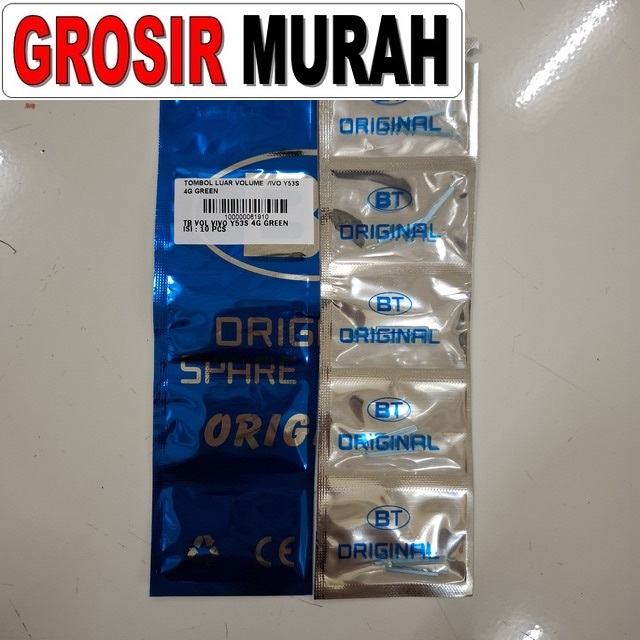 GROSIR MURAH
BT
ORIGINAL
TOMBOL LUAR VOLUME VIVO Y53S
4G GREEN
100000061910
TB VOL VIVO Y53S 4G GREEN
ISI : 10 PCS
BT
ORIGINAL
BT
ORIGINAL
ORIG
SPARE
BT
ORIGINAL
ORIG
BT
ORIGINAL
CE